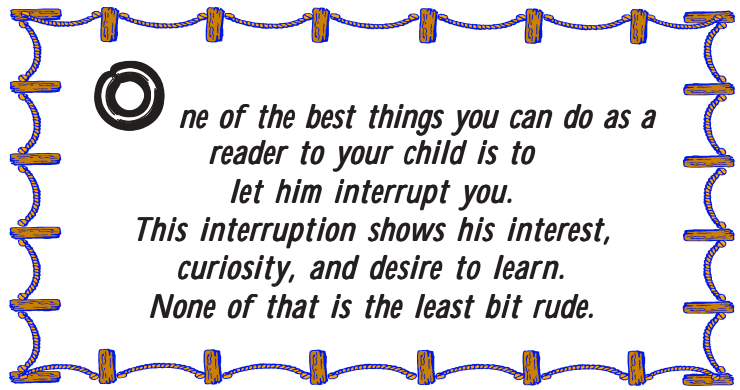 One of the best things you can do as a
reader to your child is to
let him interrupt you.
This interruption shows his interest,
curiosity, and desire to learn.
None of that is the least bit rude.